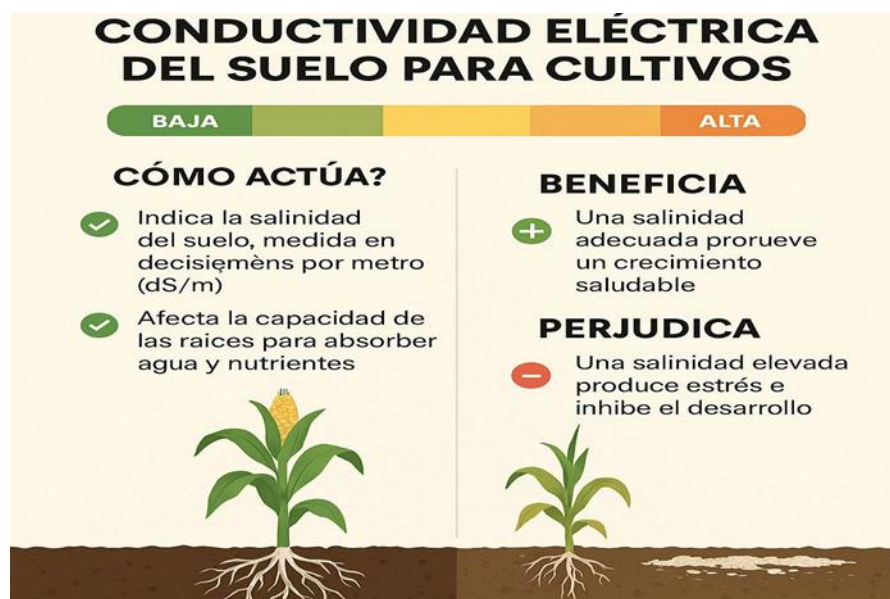 CONDUCTIVIDAD ELÉCTRICA
DEL SUELO PARA CULTIVOS
BAJA
ALTA
CÓMO ACTÚA?
Indica la salinidad
del suelo, medida en
decisięmèns por metro
(dS/m)
Afecta la capacidad de
las raices para absorber
agua y nutrientes
BENEFICIA
Una salinidad
adecuada prorueve
un crecimiento
saludable
PERJUDICA
Una salinidad elevada
produce estrés e
inhibe el desarrollo